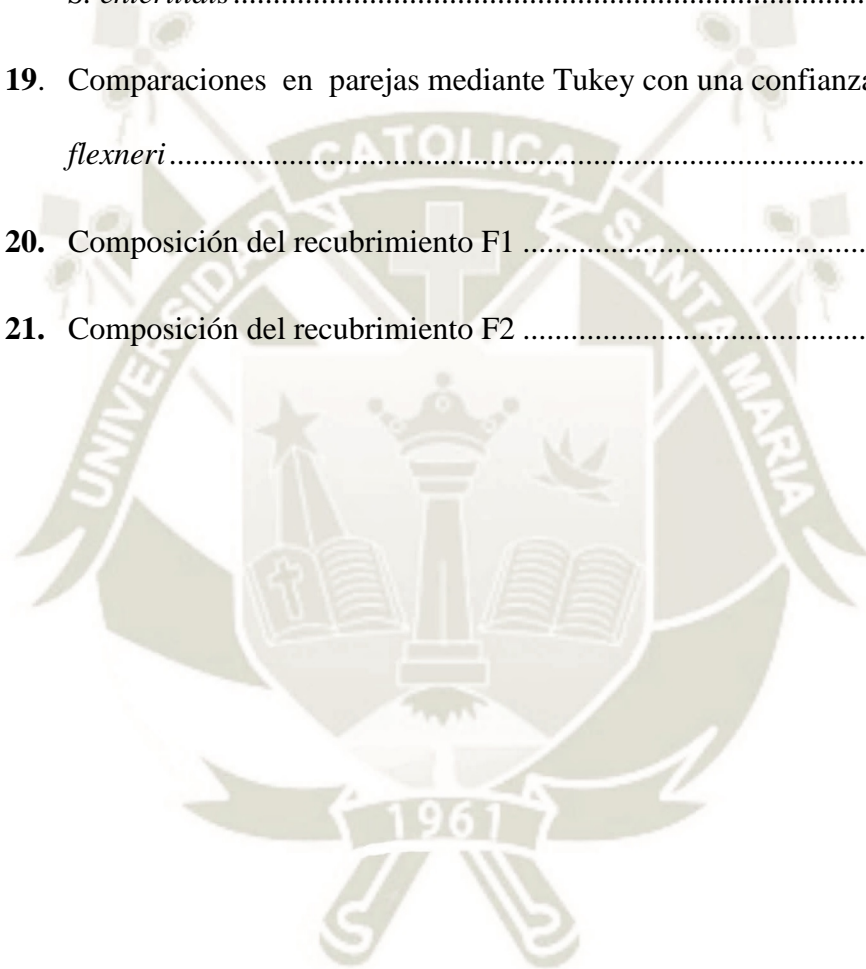 19. Comparaciones en parejas mediante Tukey con una confianza
flexneri ........................................................................................
20. Composición del recubrimiento F1 ...........................................
21. Composición del recubrimiento F2 ...........................................
UNIVERSIDAD CATOLICA SANTA MARIA
1961